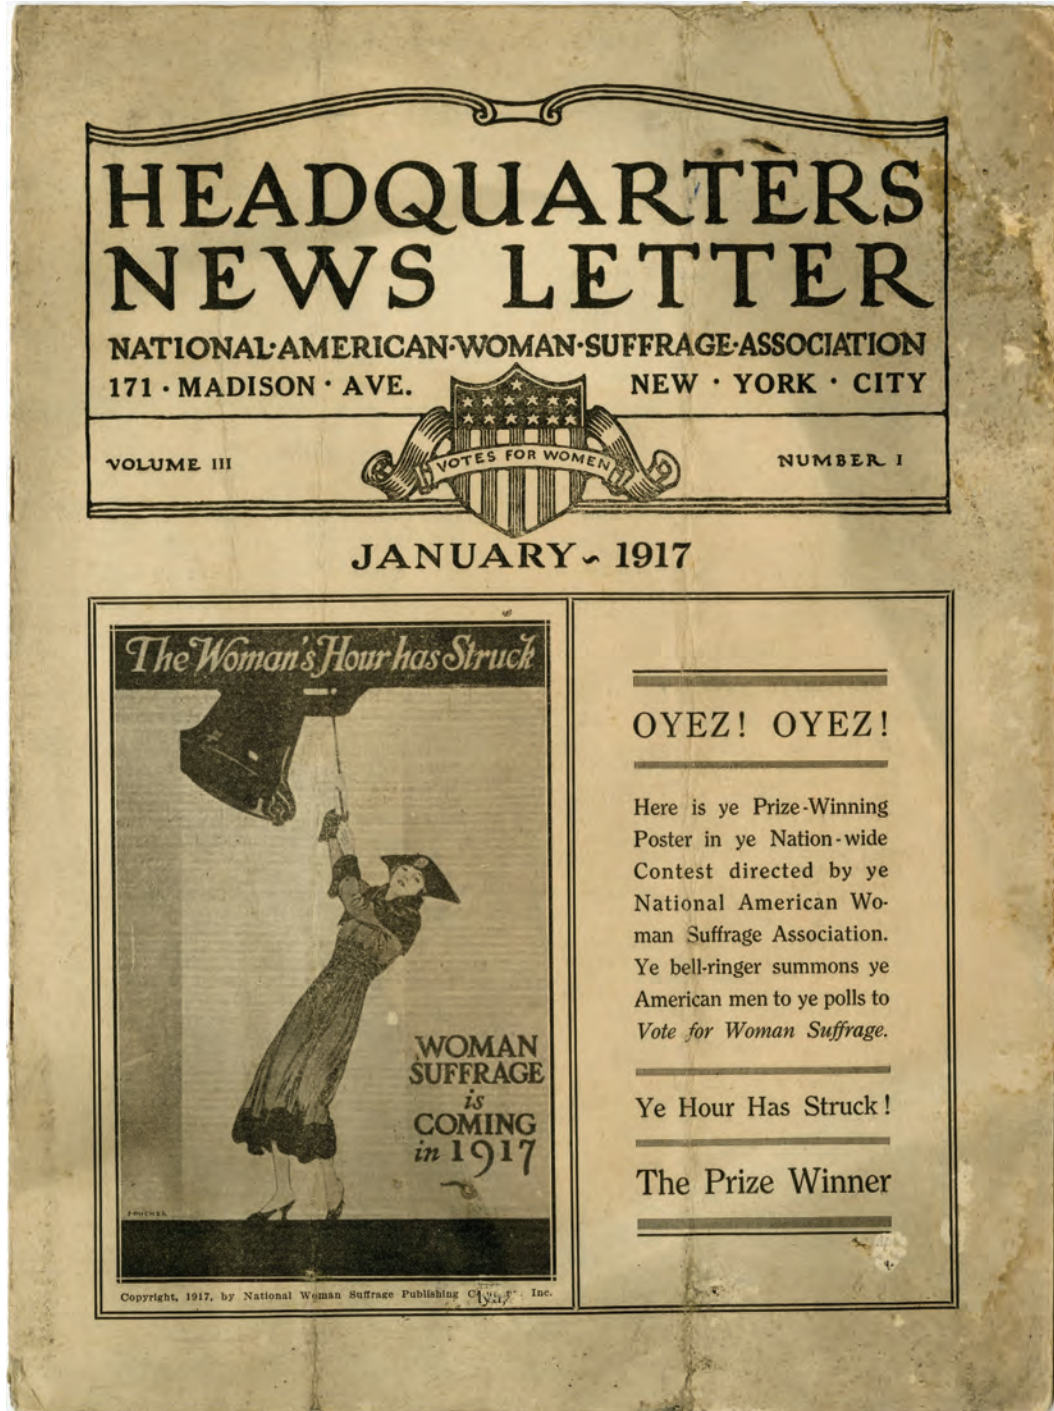 HEADQUARTERS
NEWS LETTER
NATIONAL·AMERICAN·WOMAN·SUFFRAGE·ASSOCIATION
171 · MADISON · AVE. NEW · YORK · CITY
VOTES FOR WOMEN
VOLUME III NUMBER I
JANUARY ~ 1917
The Woman's Hour has Struck
WOMAN
SUFFRAGE
is
COMING
in 1917
Copyright, 1917, by National Woman Suffrage Publishing Inc.
OYEZ! OYEZ!
Here is ye Prize-Winning
Poster in ye Nation-wide
Contest directed by ye
National American Wo-
man Suffrage Association.
Ye bell-ringer summons ye
American men to ye polls to
Vote for Woman Suffrage.
Ye Hour Has Struck!
The Prize Winner